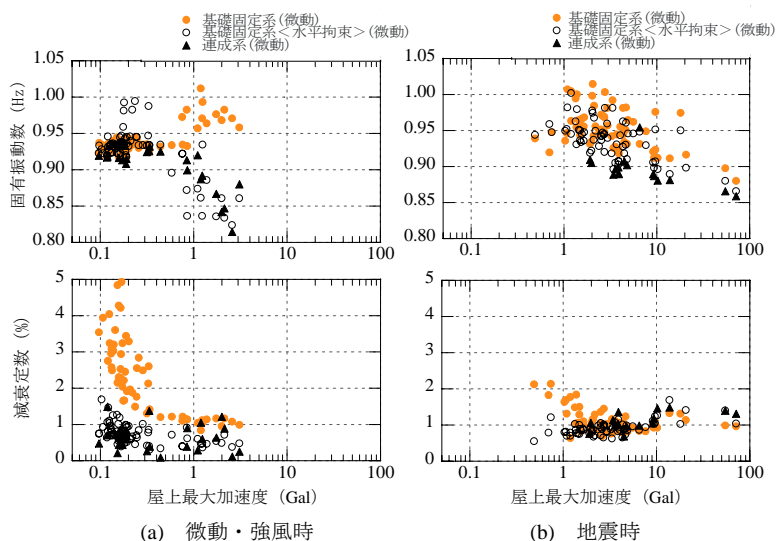 基礎固定系(微動)
基礎固定系＜水平拘束＞(微動)
連成系(微動)
1.05
1.00
0.95
0.90
0.85
0.80
固有振動数 (Hz)
0.1 1 10 100
基礎固定系(微動)
基礎固定系＜水平拘束＞(微動)
連成系(微動)
1.05
1.00
0.95
0.90
0.85
0.80
0.1 1 10 100
5
4
3
2
1
0
減衰定数 (%)
0.1 1 10 100
屋上最大加速度 (Gal)
(a) 微動・強風時
5
4
3
2
1
0
0.1 1 10 100
屋上最大加速度 (Gal)
(b) 地震時